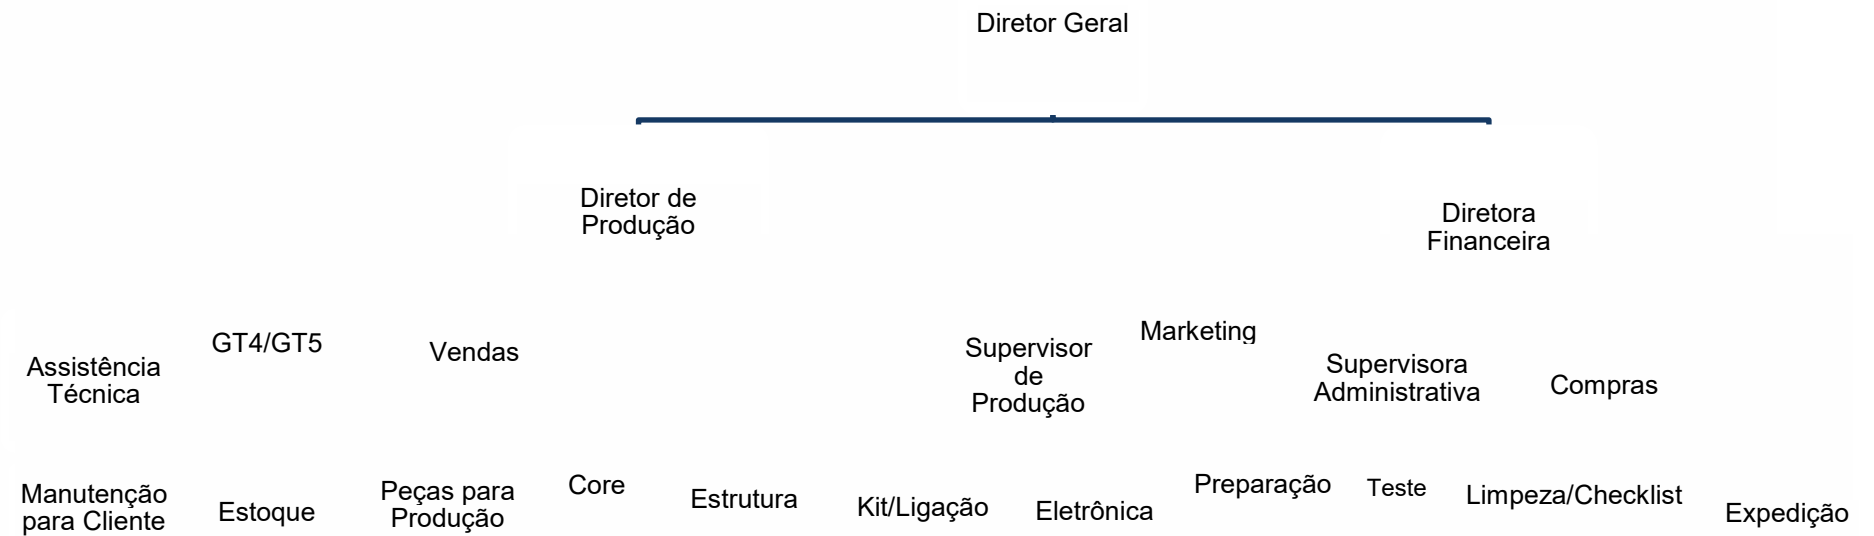 Diretor Geral
Diretor de
Produção
Diretora
Financeira
Assistência
Técnica
GT4/GT5
Vendas
Supervisor
de
Produção
Marketing
Supervisora
Administrativa
Compras
Manutenção
para Cliente
Estoque
Peças para
Produção
Core
Estrutura
Kit/Ligação
Eletrônica
Preparação
Teste
Limpeza/Checklist
Expedição